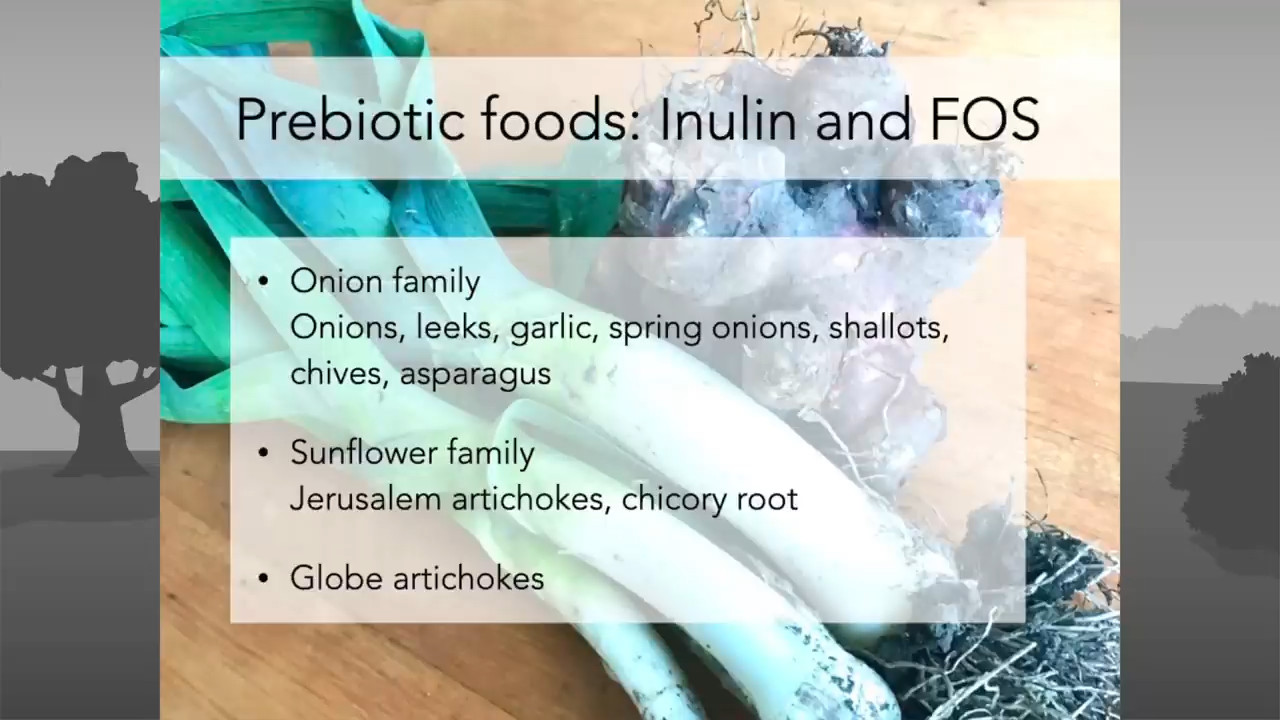 Prebiotic foods: Inulin and FOS
• Onion family
Onions, leeks, garlic, spring onions, shallots,
chives, asparagus
• Sunflower family
Jerusalem artichokes, chicory root
• Globe artichokes